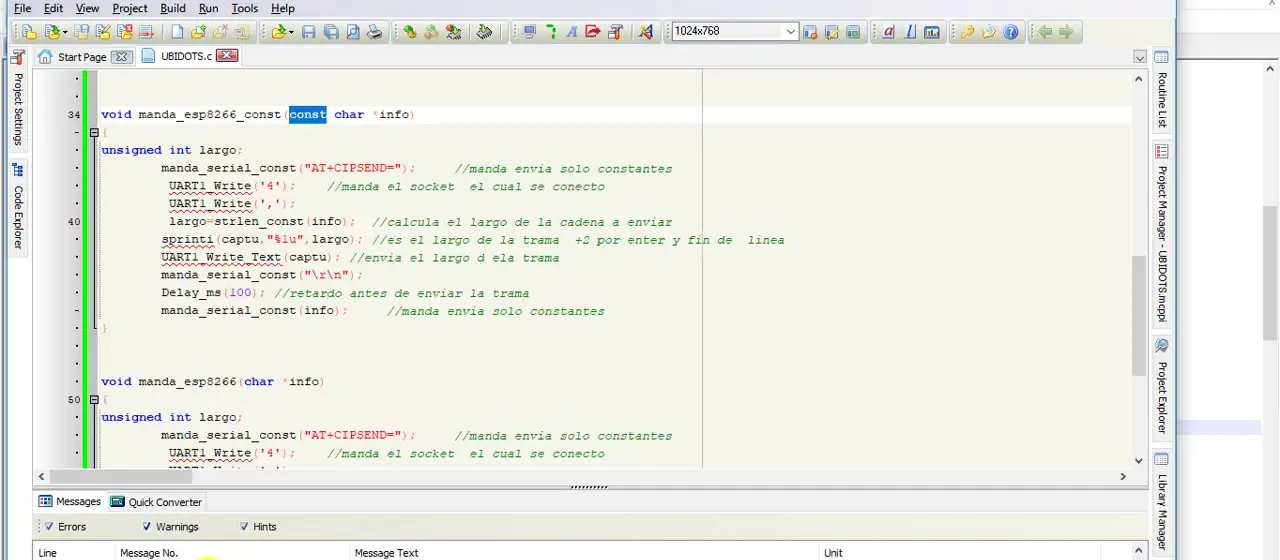 File Edit View Project Build Run Tools Help
1024x768
Start Page UBIDOTS.c
34 void manda_esp8266_const(const char *info)
{
unsigned int largo;
manda_serial_const("AT+CIPSEND="); //manda envia solo constantes
UART1_Write('4'); //manda el socket el cual se conecto
UART1_Write(',');
40 largo=strlen_const(info); //calcula el largo de la cadena a enviar
sprinti(captu,"%lu",largo); //es el largo de la trama +2 por enter y fin de linea
UART1_Write_Text(captu); //envia el largo d ela trama
manda_serial_const("\r\n");
Delay_ms(100); //retardo antes de enviar la trama
manda_serial_const(info); //manda envia solo constantes
}
void manda_esp8266(char *info)
50 {
unsigned int largo;
manda_serial_const("AT+CIPSEND="); //manda envia solo constantes
UART1_Write('4'); //manda el socket el cual se conecto
Messages Quick Converter
Errors Warnings Hints
Line Message No. Message Text Unit
Project Settings
Code Explorer
Routine List
Project Manager - UBIDOTS.mcppi
Project Explorer
Library Manager